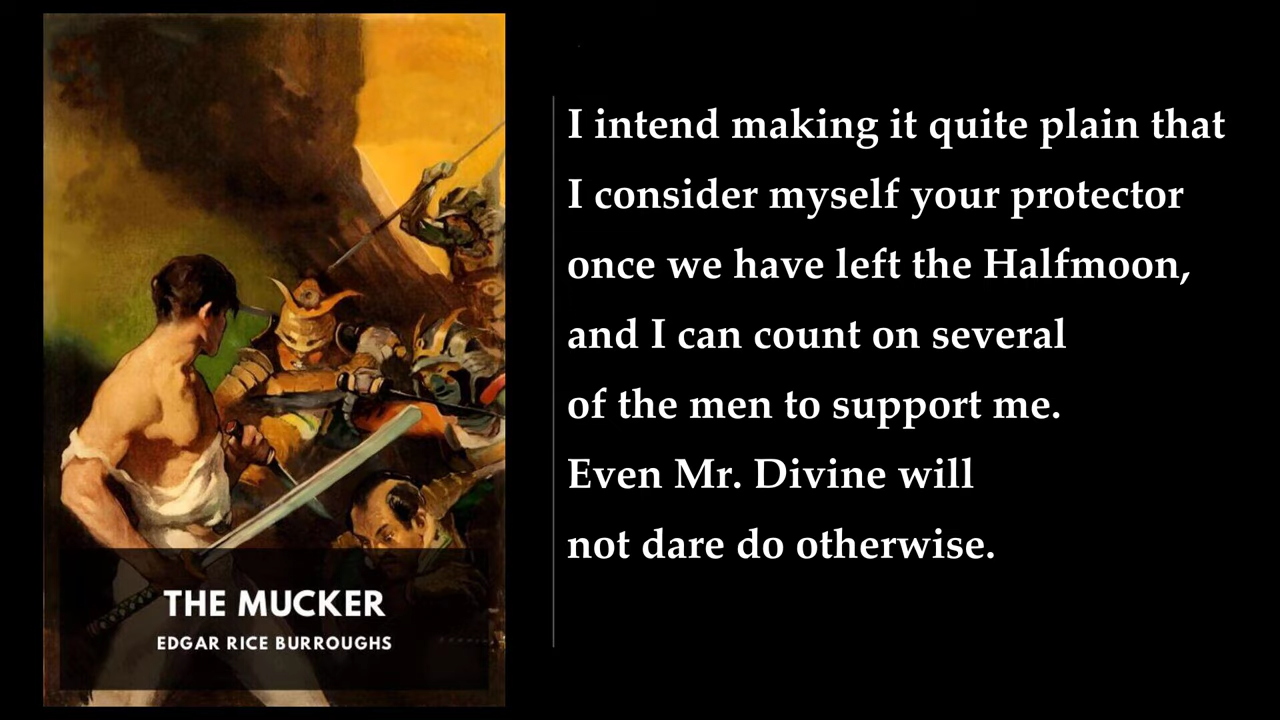 THE MUCKER
EDGAR RICE BURROUGHS
I intend making it quite plain that
I consider myself your protector
once we have left the Halfmoon,
and I can count on several
of the men to support me.
Even Mr. Divine will
not dare do otherwise.